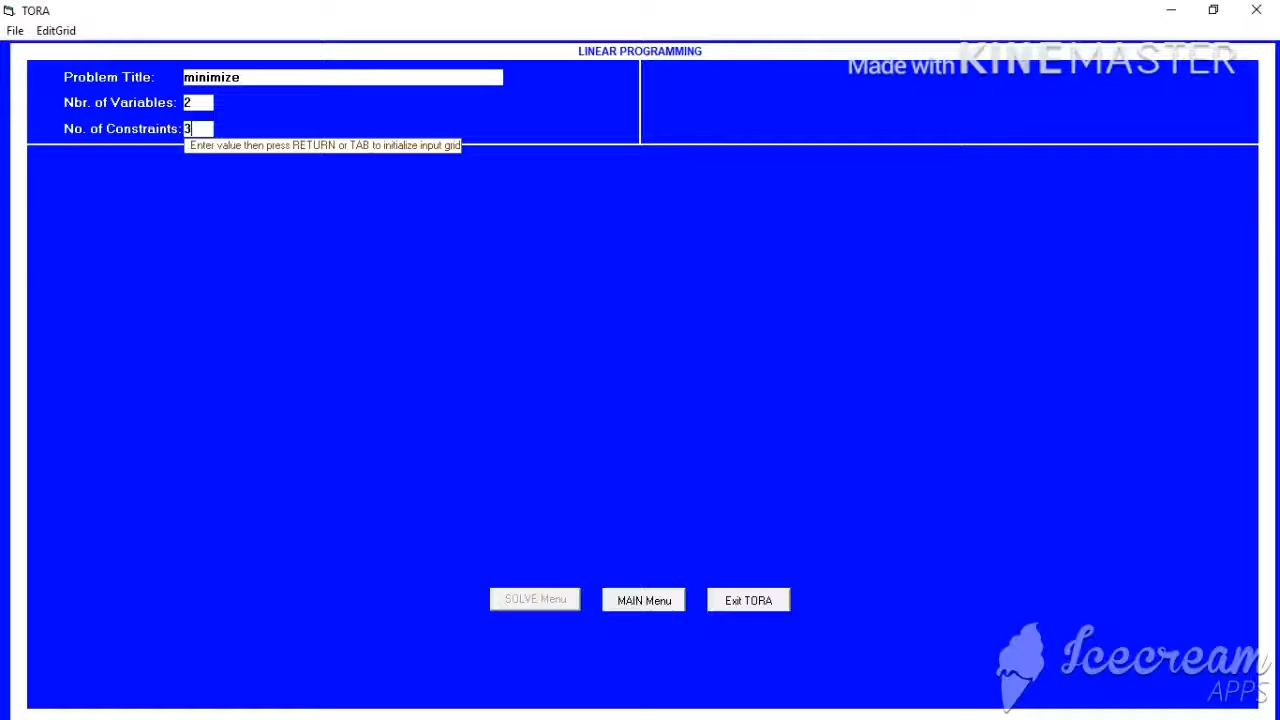 TORA
File EditGrid
LINEAR PROGRAMMING
Made with KINEMASTER
Problem Title: minimize
Nbr. of Variables: 2
No. of Constraints: 3
Enter value then press RETURN or TAB to initialize input grid
SOLVE Menu MAIN Menu Exit TORA
Icecream
APPS